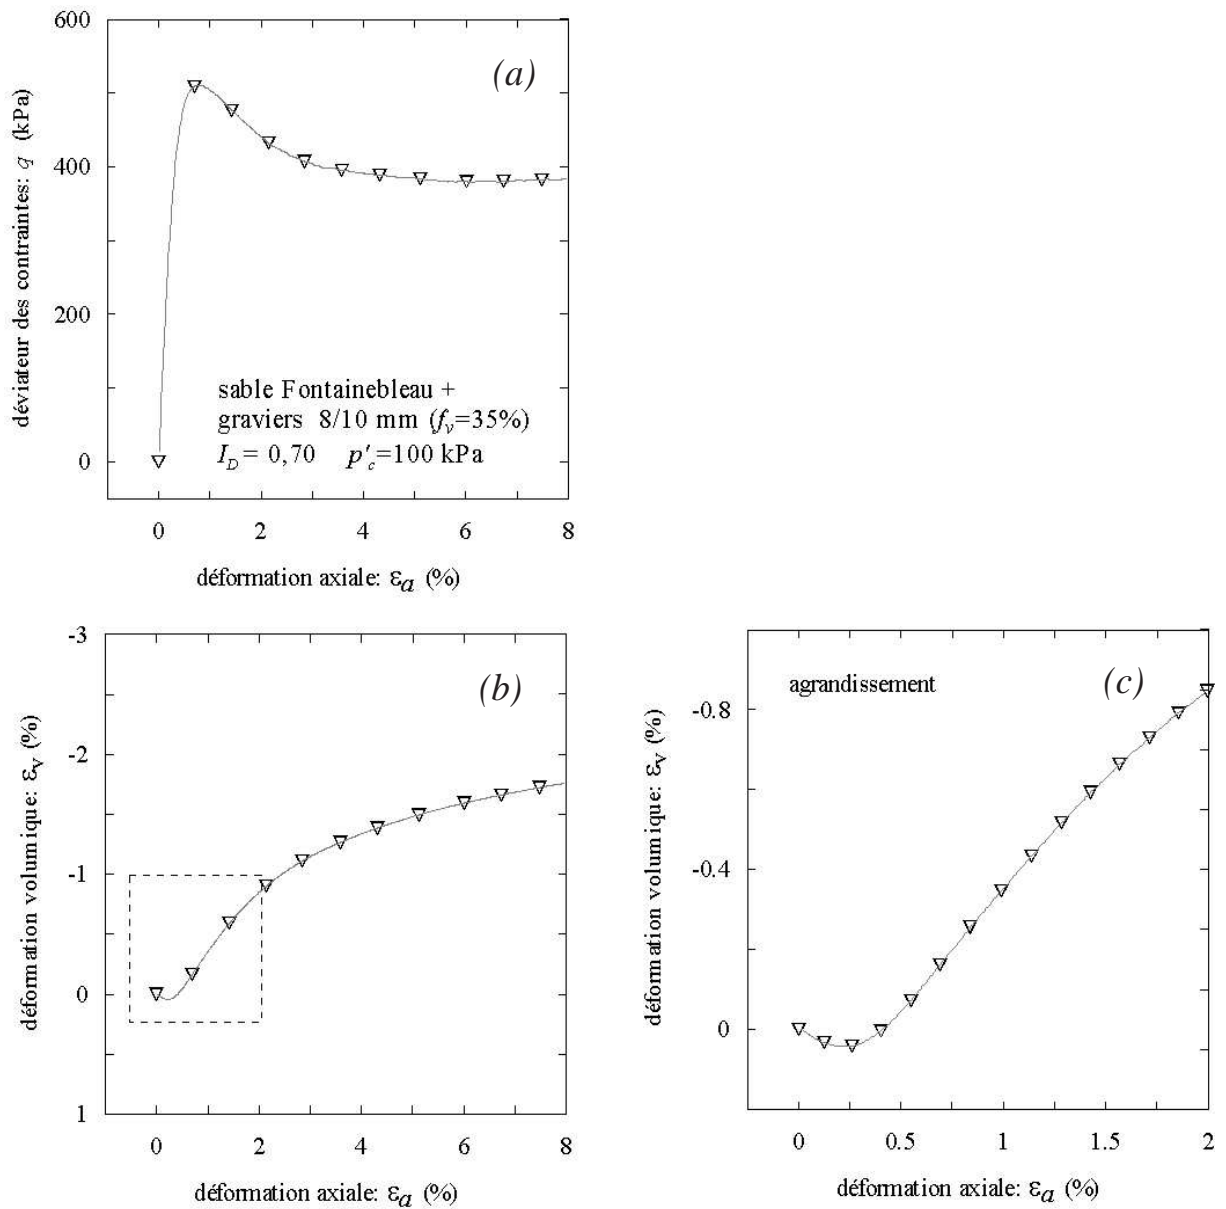 600
(a)
400
200
0
déviateur des contraintes: q (kPa)
sable Fontainebleau +
graviers 8/10 mm (fv=35%)
ID = 0,70 p'c=100 kPa
0 2 4 6 8
déformation axiale: εa (%)
-3
(b)
-2
-1
0
1
déformation volumique: εv (%)
0 2 4 6 8
déformation axiale: εa (%)
agrandissement
(c)
-0.8
-0.4
0
déformation volumique: εv (%)
0 0.5 1 1.5 2
déformation axiale: εa (%)